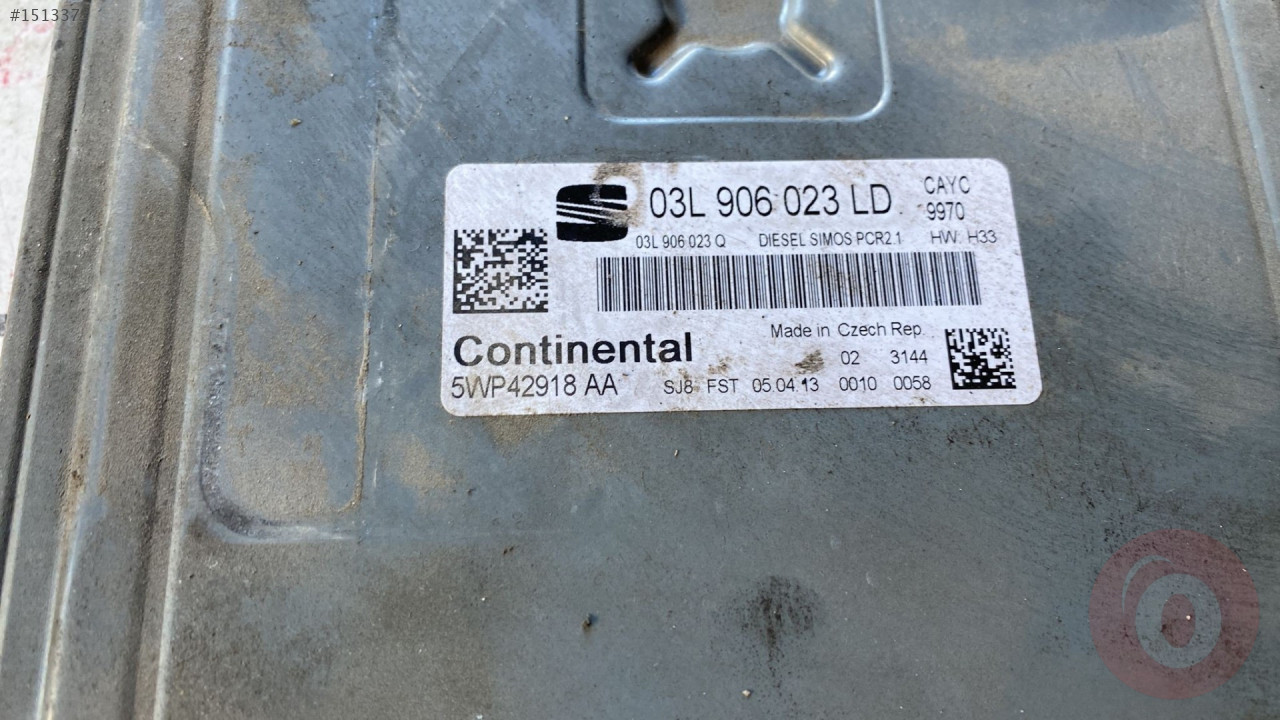 #151337
03L 906 023 LD
CAYC
9970
03L 906 023 Q DIESEL SIMOS PCR2.1 HW: H33
Made in Czech Rep.
Continental
02 3144
5WP42918 AA SJ8 FST 05.04.13 0010 0058